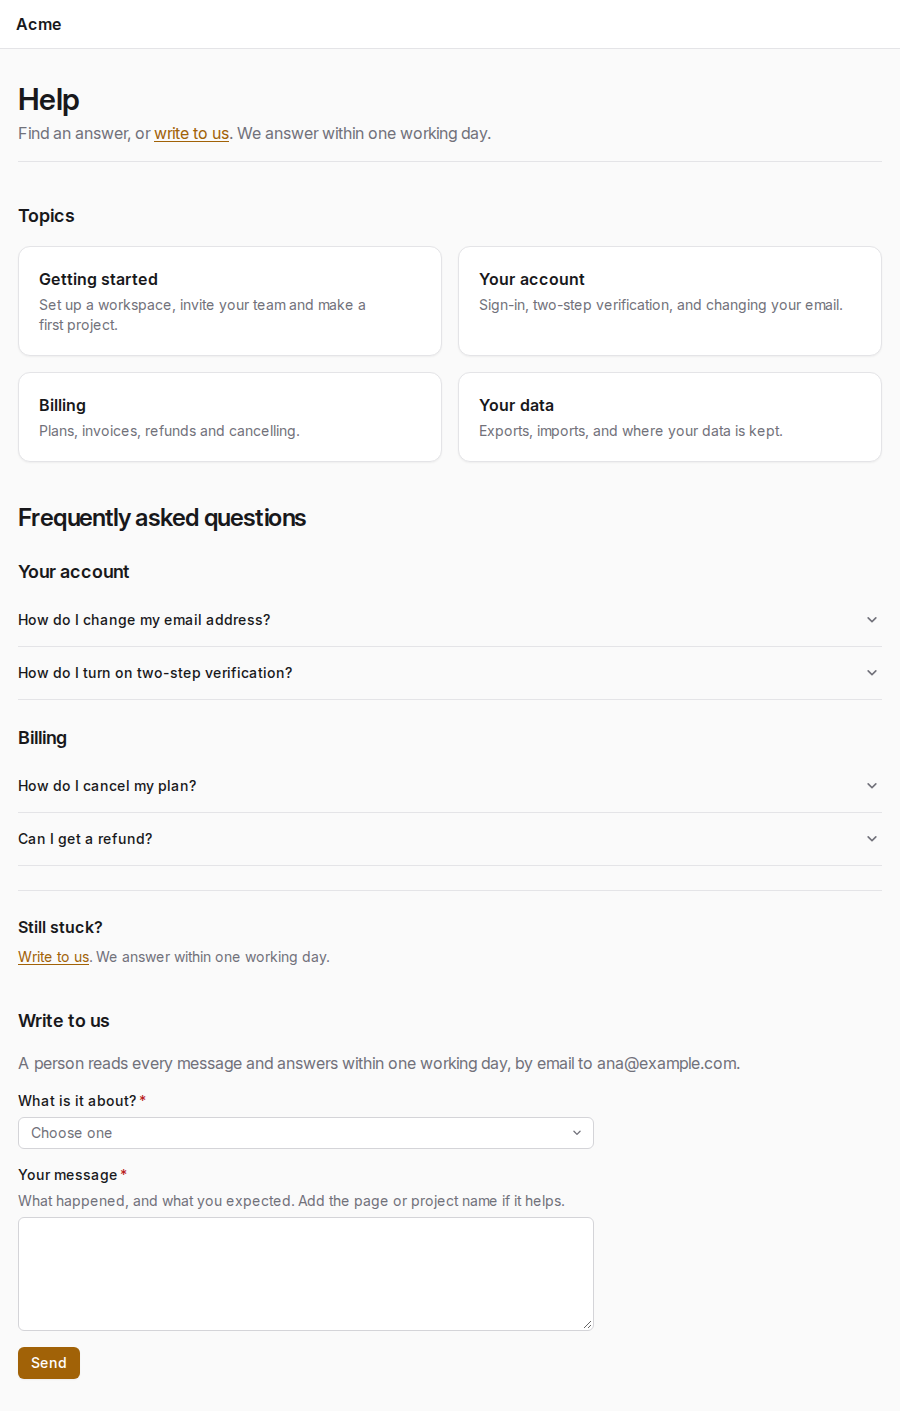 Acme
Help
Find an answer, or write to us. We answer within one working day.
Topics
Getting started
Set up a workspace, invite your team and make a
first project.
Your account
Sign-in, two-step verification, and changing your email.
Billing
Plans, invoices, refunds and cancelling.
Your data
Exports, imports, and where your data is kept.
Frequently asked questions
Your account
How do I change my email address?
How do I turn on two-step verification?
Billing
How do I cancel my plan?
Can I get a refund?
Still stuck?
Write to us. We answer within one working day.
Write to us
A person reads every message and answers within one working day, by email to ana@example.com.
What is it about? *
Choose one
Your message *
What happened, and what you expected. Add the page or project name if it helps.
Send